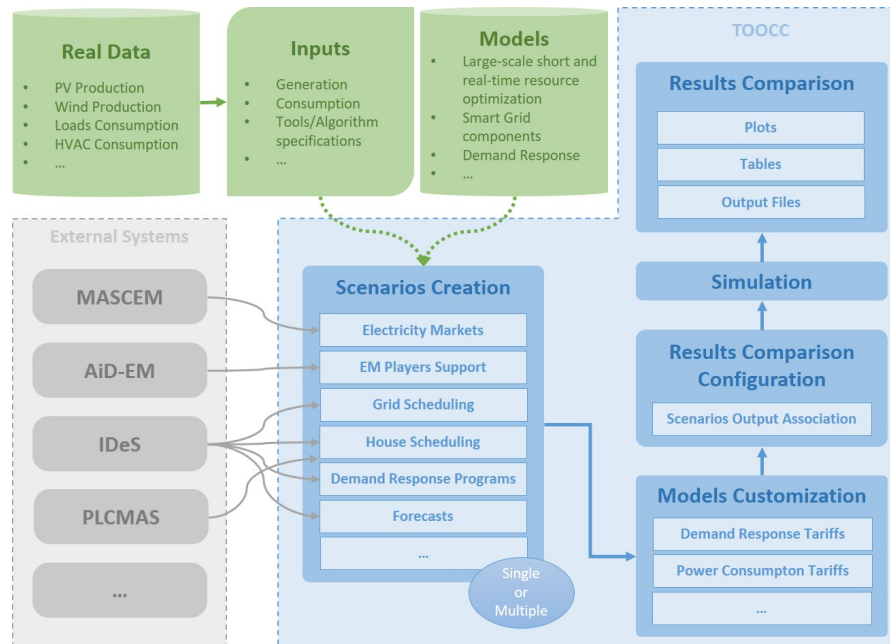 Real Data
• PV Production
• Wind Production
• Loads Consumption
• HVAC Consumption
• ...
Inputs
• Generation
• Consumption
• Tools/Algorithm
specifications
• ...
Models
• Large-scale short and
real-time resource
optimization
• Smart Grid
components
• Demand Response
• ...
External Systems
MASCEM
AiD-EM
IDeS
PLCMAS
...
Scenarios Creation
Electricity Markets
EM Players Support
Grid Scheduling
House Scheduling
Demand Response Programs
Forecasts
...
Single
or
Multiple
TOOCC
Results Comparison
Plots
Tables
Output Files
Simulation
Results Comparison
Configuration
Scenarios Output Association
Models Customization
Demand Response Tariffs
Power Consumpton Tariffs
...